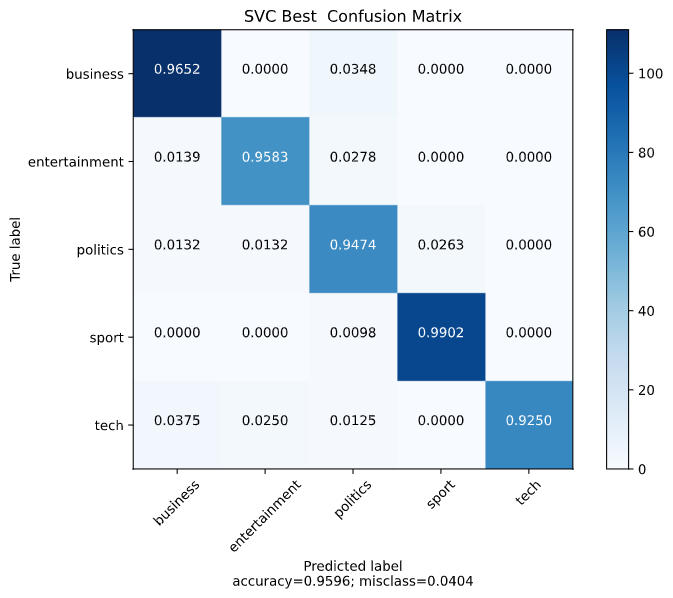 SVC Best  Confusion Matrix
business 0.9652 0.0000 0.0348 0.0000 0.0000
entertainment 0.0139 0.9583 0.0278 0.0000 0.0000
politics 0.0132 0.0132 0.9474 0.0263 0.0000
sport 0.0000 0.0000 0.0098 0.9902 0.0000
tech 0.0375 0.0250 0.0125 0.0000 0.9250
True label
business entertainment politics sport tech
Predicted label
accuracy=0.9596; misclass=0.0404
100
80
60
40
20
0